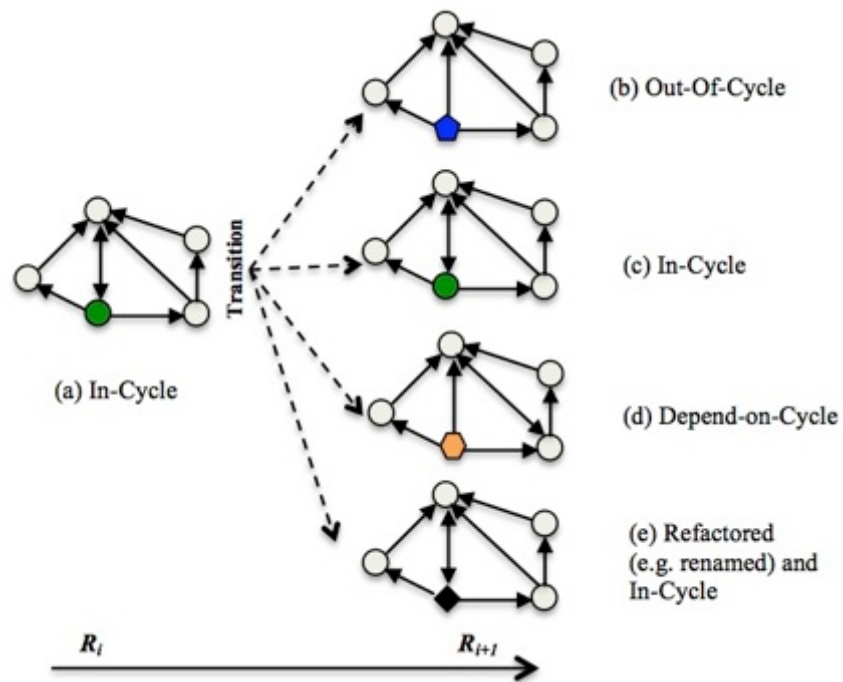 (b) Out-Of-Cycle
Transition
(c) In-Cycle
(a) In-Cycle
(d) Depend-on-Cycle
(e) Refactored
(e.g. renamed) and
In-Cycle
Ri
Ri+1